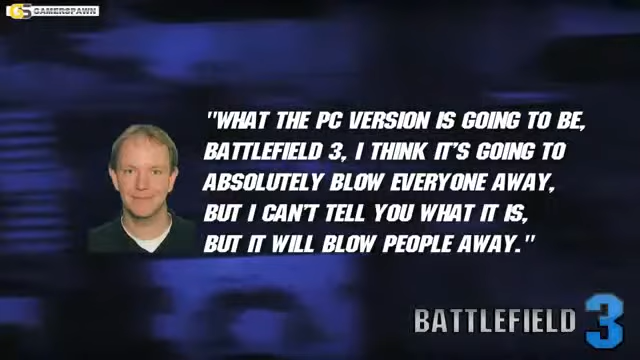 GS GAMERSPAWN
"WHAT THE PC VERSION IS GOING TO BE,
BATTLEFIELD 3, I THINK IT'S GOING TO
ABSOLUTELY BLOW EVERYONE AWAY,
BUT I CAN'T TELL YOU WHAT IT IS,
BUT IT WILL BLOW PEOPLE AWAY."
BATTLEFIELD 3